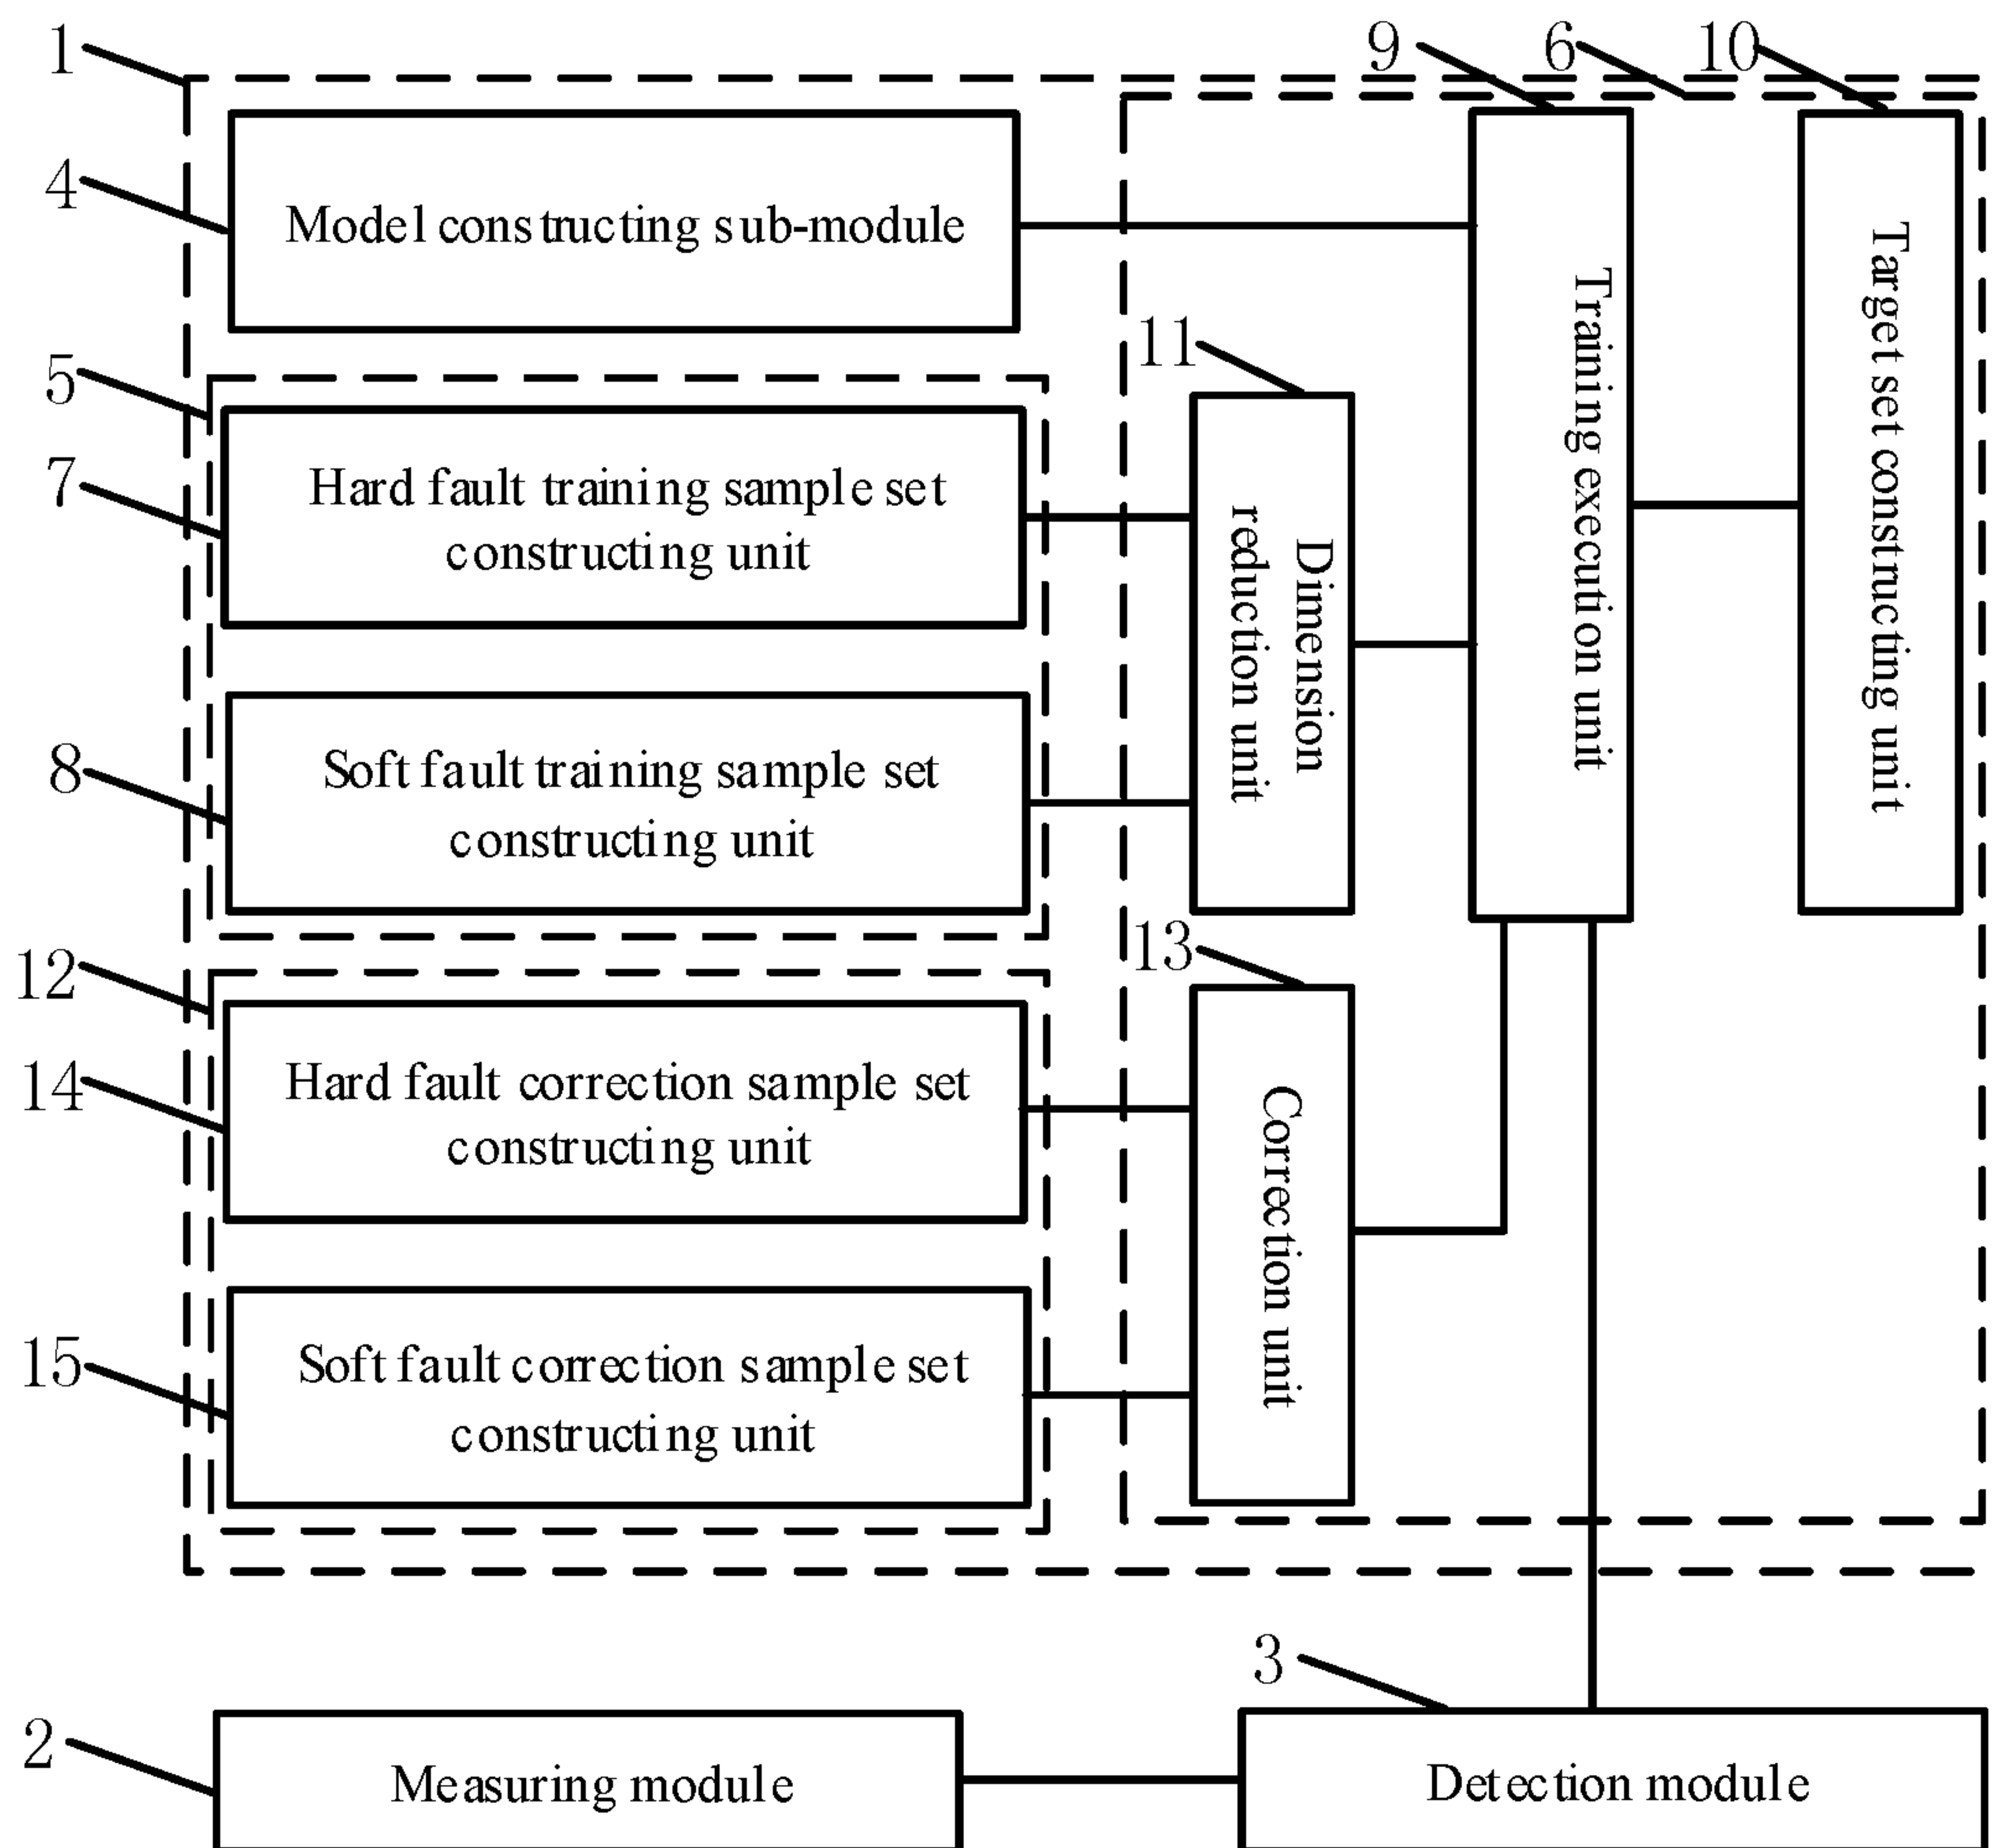 1
9
6
10
4
Model constructing sub-module
5
7
Hard fault training sample set
constructing unit
8
Soft fault training sample set
constructing unit
11
Dimension
reduction unit
Training execution unit
Target set constructing unit
12
14
Hard fault correction sample set
constructing unit
15
Soft fault correction sample set
constructing unit
13
Correction unit
2
Measuring module
3
Detection module